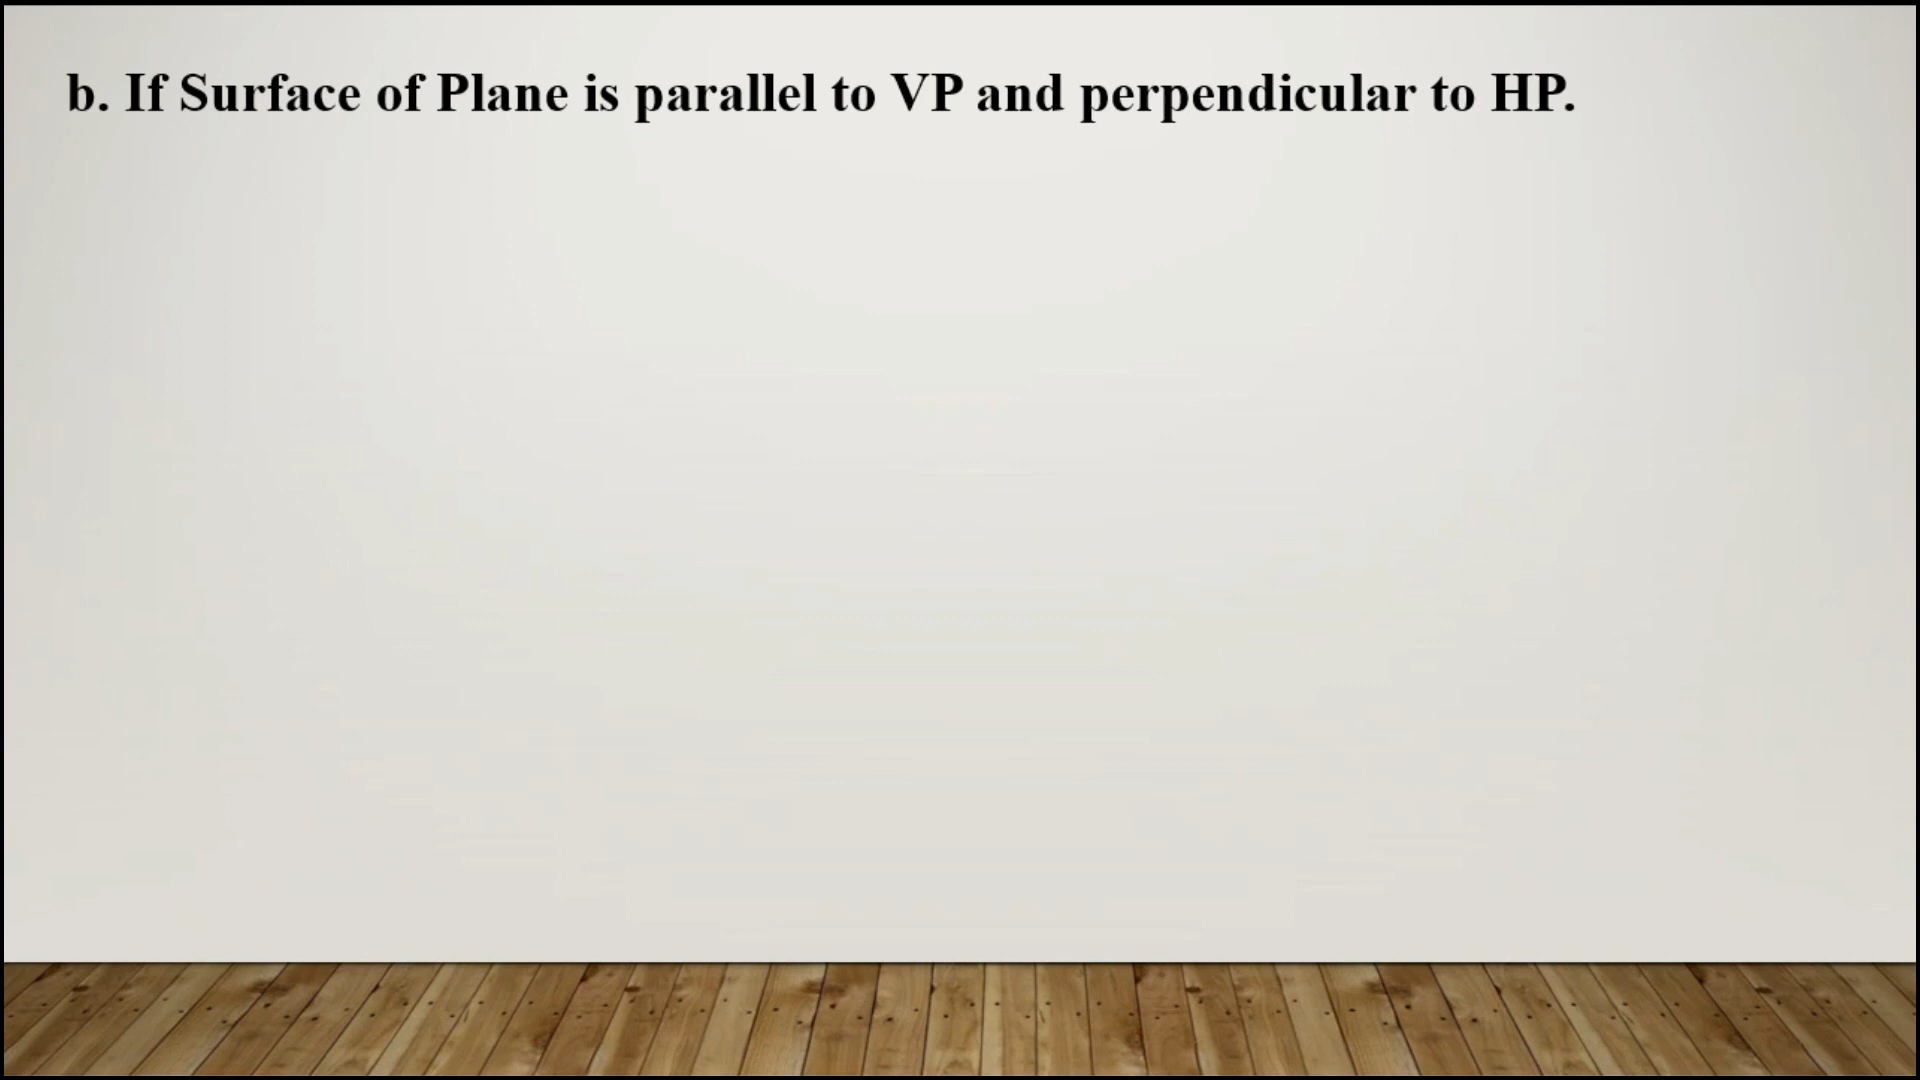 b. If Surface of Plane is parallel to VP and perpendicular to HP.